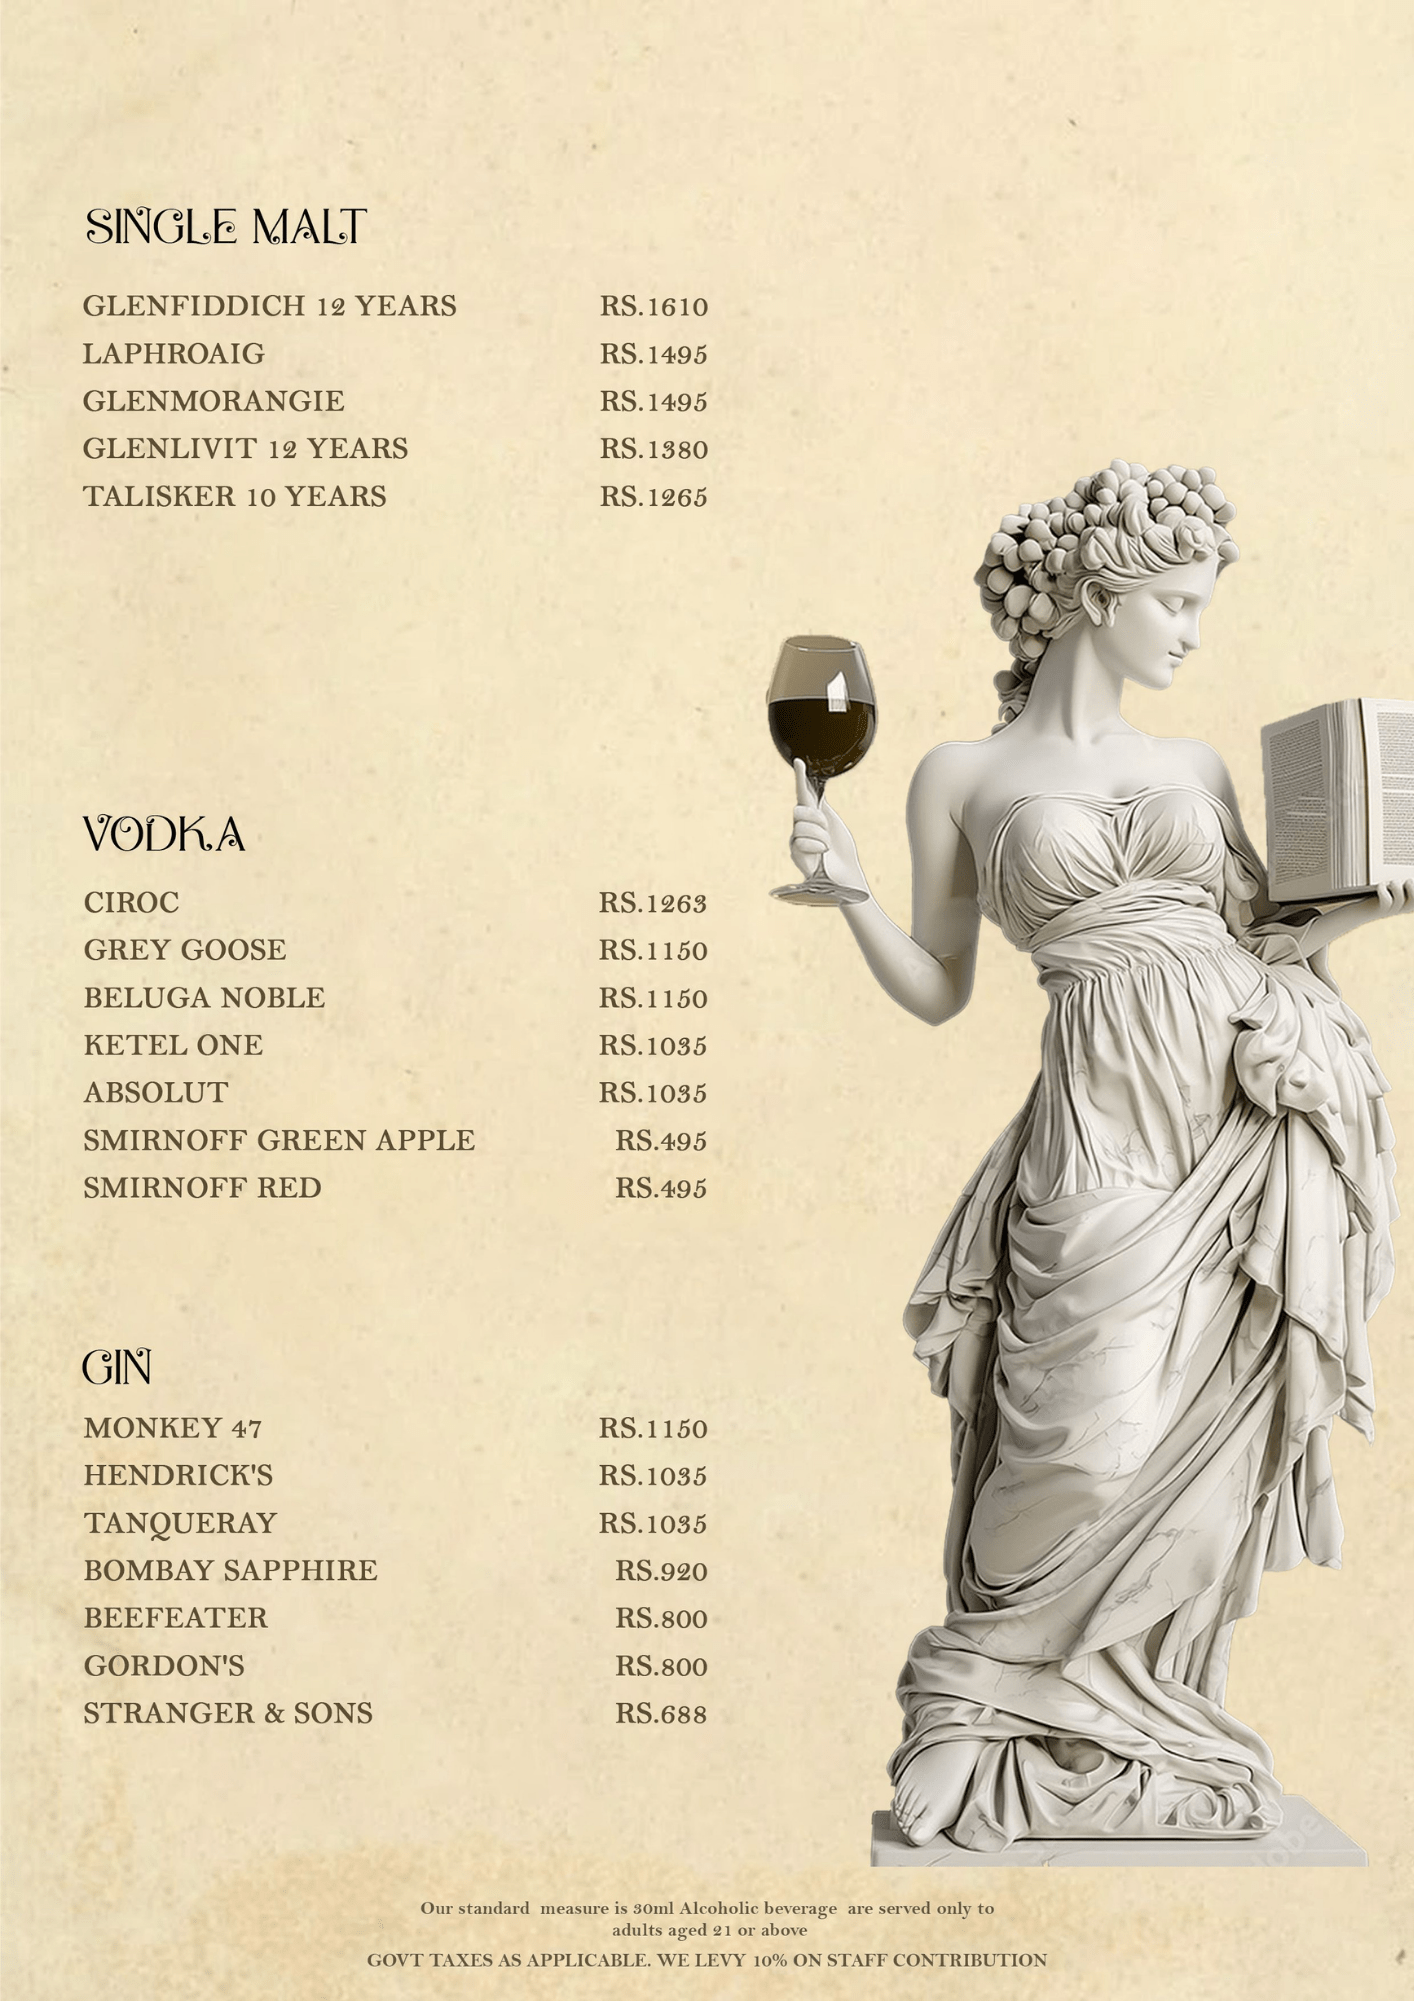 SINGLE MALT
GLENFIDDICH 12 YEARS RS.1610
LAPHROAIG RS.1495
GLENMORANGIE RS.1495
GLENLIVIT 12 YEARS RS.1380
TALISKER 10 YEARS RS.1265
VODKA
CIROC RS.1263
GREY GOOSE RS.1150
BELUGA NOBLE RS.1150
KETEL ONE RS.1035
ABSOLUT RS.1035
SMIRNOFF GREEN APPLE RS.495
SMIRNOFF RED RS.495
GIN
MONKEY 47 RS.1150
HENDRICK'S RS.1035
TANQUERAY RS.1035
BOMBAY SAPPHIRE RS.920
BEEFEATER RS.800
GORDON'S RS.800
STRANGER & SONS RS.688
Our standard measure is 30ml Alcoholic beverage are served only to
adults aged 21 or above
GOVT TAXES AS APPLICABLE. WE LEVY 10% ON STAFF CONTRIBUTION